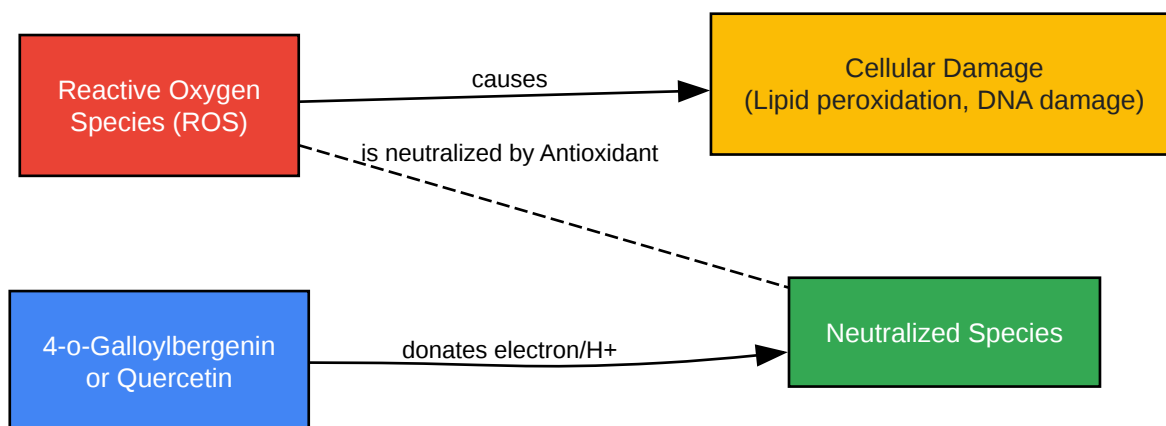 Reactive Oxygen
Species (ROS)
causes
Cellular Damage
(Lipid peroxidation, DNA damage)
is neutralized by Antioxidant
4-o-Galloylbergenin
or Quercetin
donates electron/H+
Neutralized Species